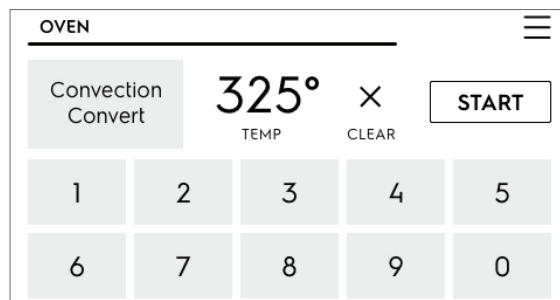 OVEN
Convection
Convert
325°
TEMP
×
CLEAR
START
1 2 3 4 5
6 7 8 9 0